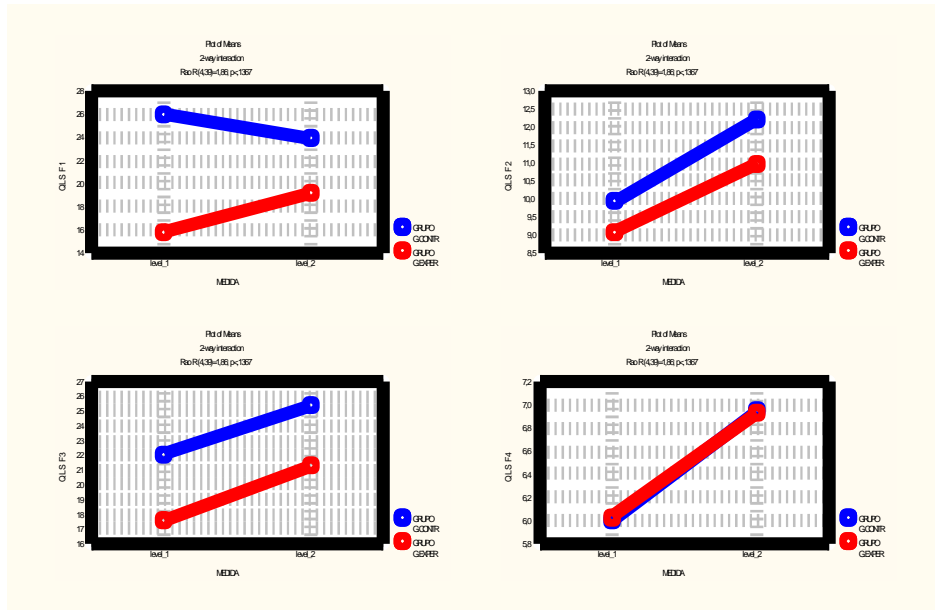 Plot of Means
2-way interaction
Rao R (4,39)=1,86; p<,1367
QLS F1
28
26
24
22
20
18
16
14
level_1
level_2
MEDIDA
GRUPO
G.CONTR
GRUPO
G.EXPER
Plot of Means
2-way interaction
Rao R (4,39)=1,86; p<,1367
QLS F2
13,0
12,5
12,0
11,5
11,0
10,5
10,0
9,5
9,0
8,5
level_1
level_2
MEDIDA
GRUPO
G.CONTR
GRUPO
G.EXPER
Plot of Means
2-way interaction
Rao R (4,39)=1,86; p<,1367
QLS F3
27
26
25
24
23
22
21
20
19
18
17
16
level_1
level_2
MEDIDA
GRUPO
G.CONTR
GRUPO
G.EXPER
Plot of Means
2-way interaction
Rao R (4,39)=1,86; p<,1367
QLS F4
7,2
7,0
6,8
6,6
6,4
6,2
6,0
5,8
level_1
level_2
MEDIDA
GRUPO
G.CONTR
GRUPO
G.EXPER